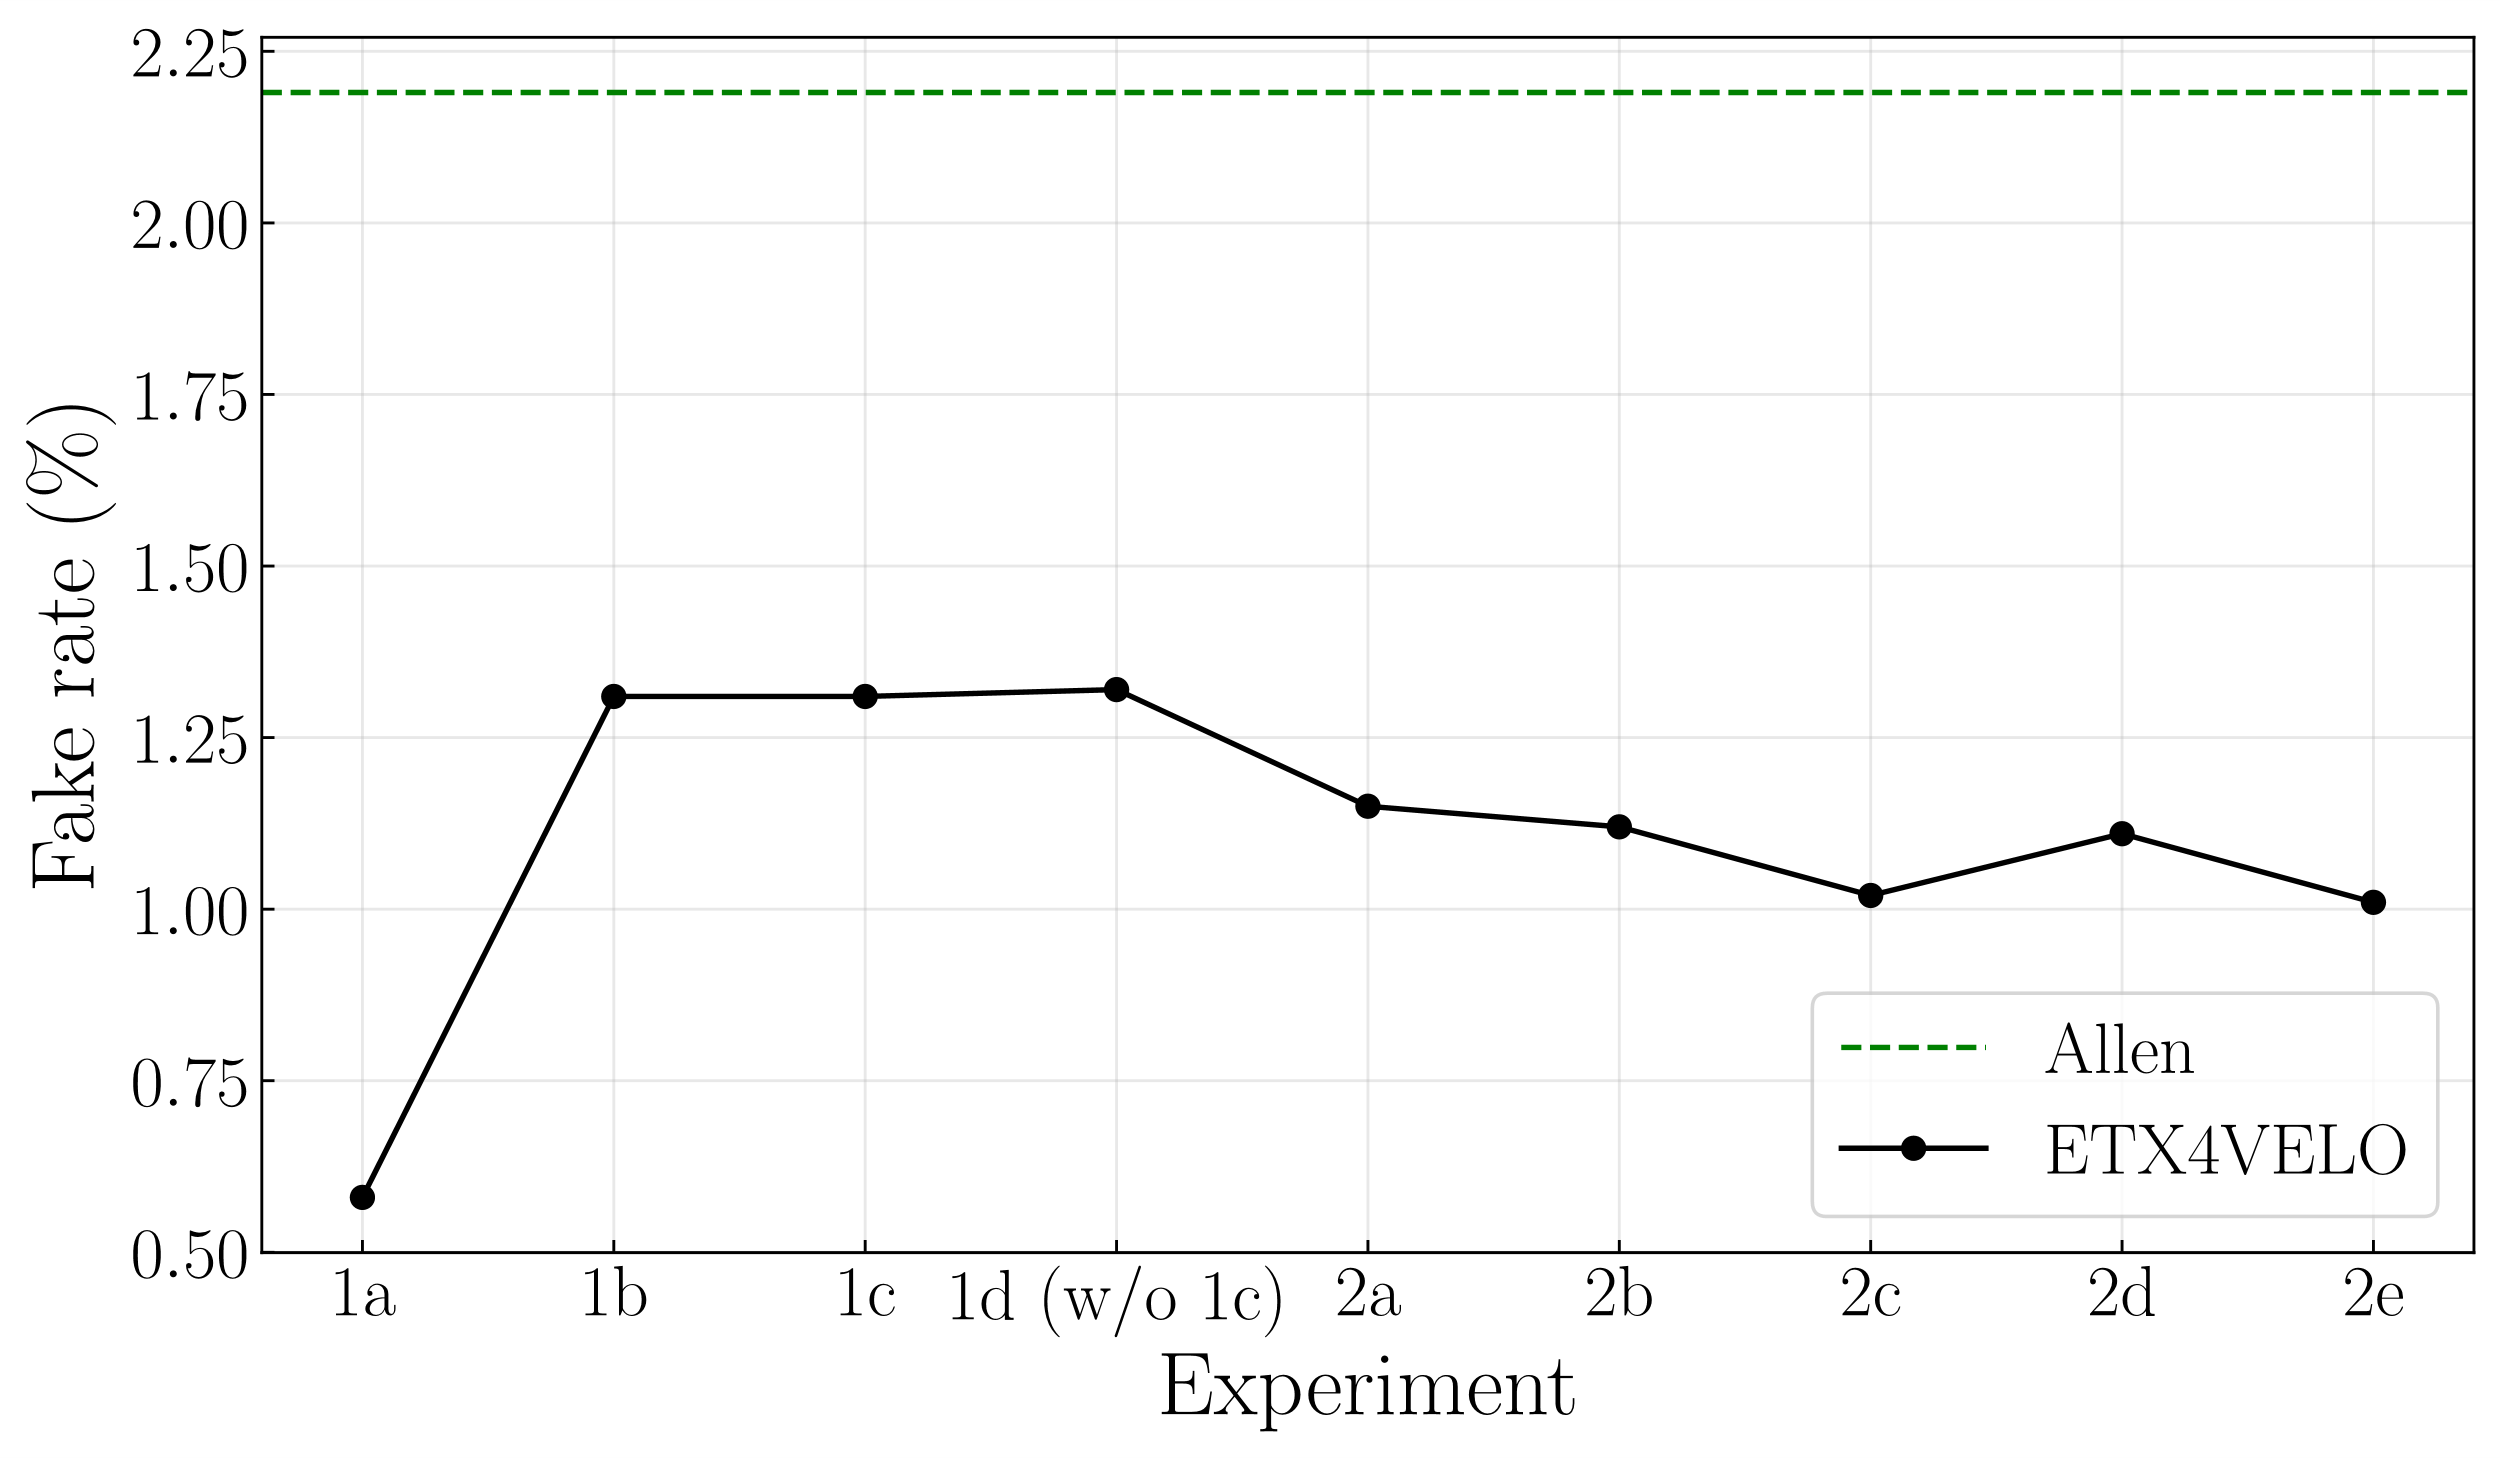 2.25
2.00
1.75
1.50
1.25
1.00
0.75
0.50
Fake rate (%)
Allen
ETX4VELO
1a 1b 1c 1d (w/o 1c) 2a 2b 2c 2d 2e
Experiment